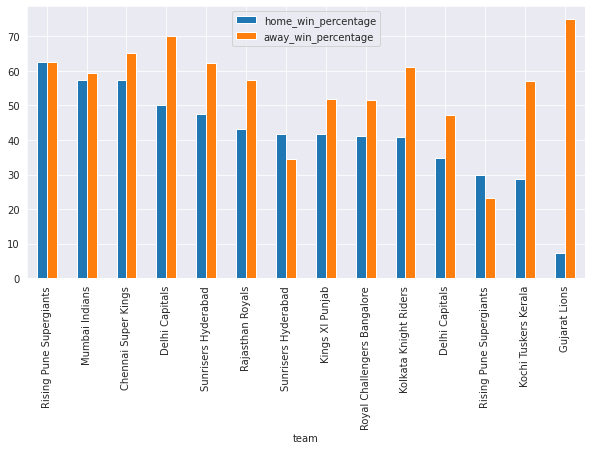 home_win_percentage
away_win_percentage
70
60
50
40
30
20
10
0
Rising Pune Supergiants
Mumbai Indians
Chennai Super Kings
Delhi Capitals
Sunrisers Hyderabad
Rajasthan Royals
Sunrisers Hyderabad
Kings XI Punjab
Royal Challengers Bangalore
Kolkata Knight Riders
Delhi Capitals
Rising Pune Supergiants
Kochi Tuskers Kerala
Gujarat Lions
team